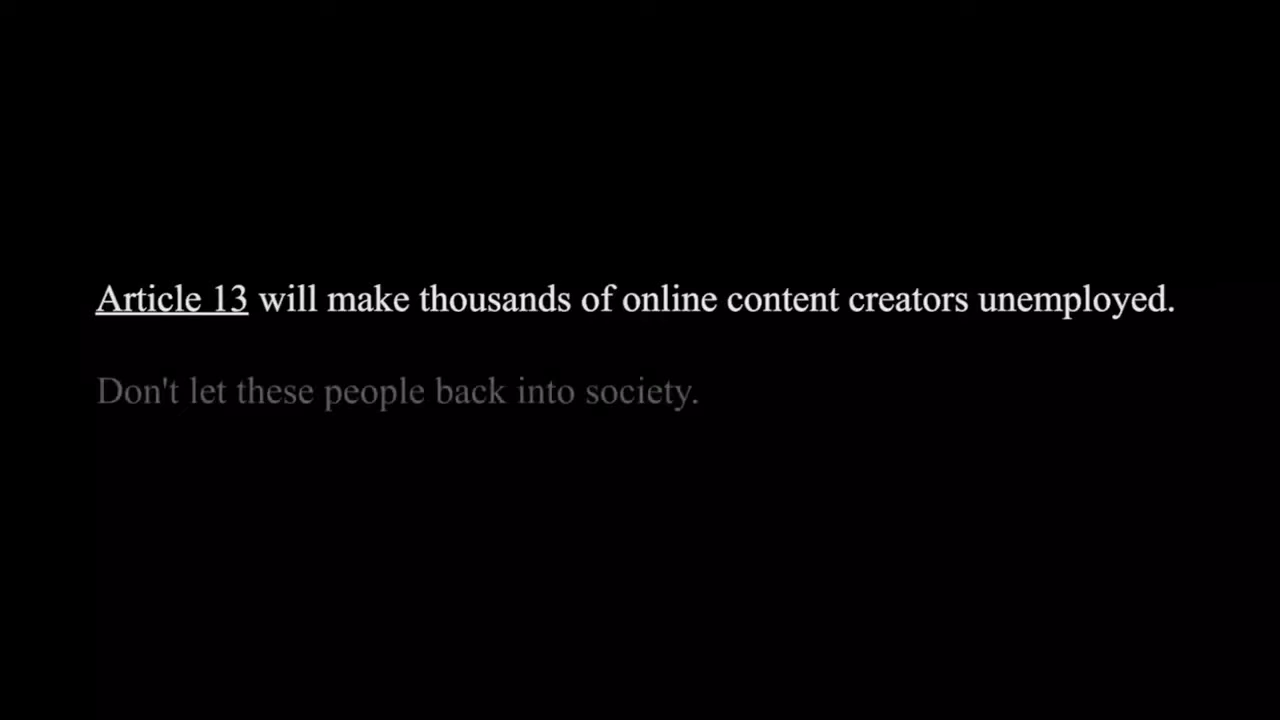 Article 13 will make thousands of online content creators unemployed.
Don't let these people back into society.